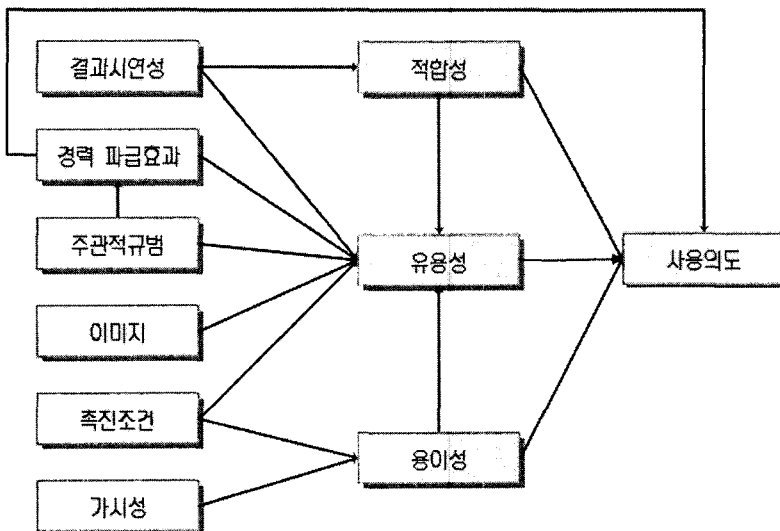 결과시연성
적합성
경력 파급효과
주관적규범
유용성
사용의도
이미지
촉진조건
용이성
가시성